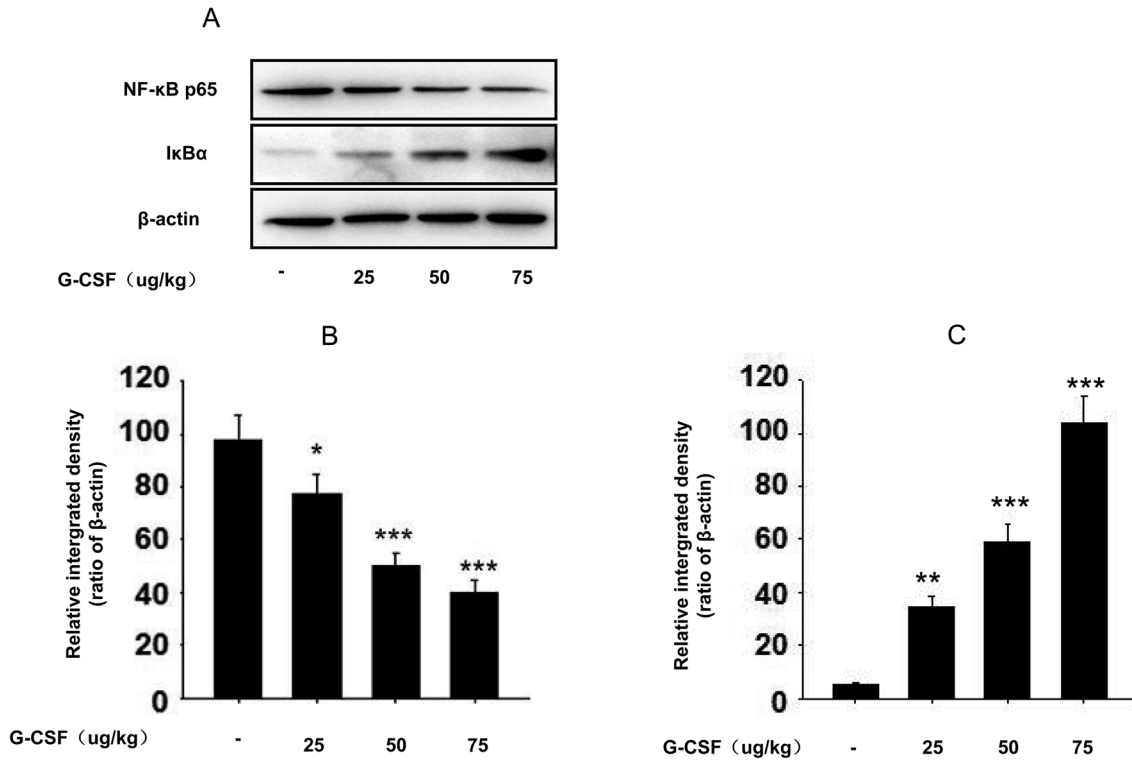 A
NF-κB p65
IκBα
β-actin
G-CSF（ug/kg） - 25 50 75
B
Relative intergrated density
(ratio of β-actin)
120
100
80
60
40
20
0
*
***
***
G-CSF（ug/kg） - 25 50 75
C
Relative intergrated density
(ratio of β-actin)
120
100
80
60
40
20
0
**
***
***
G-CSF（ug/kg） - 25 50 75